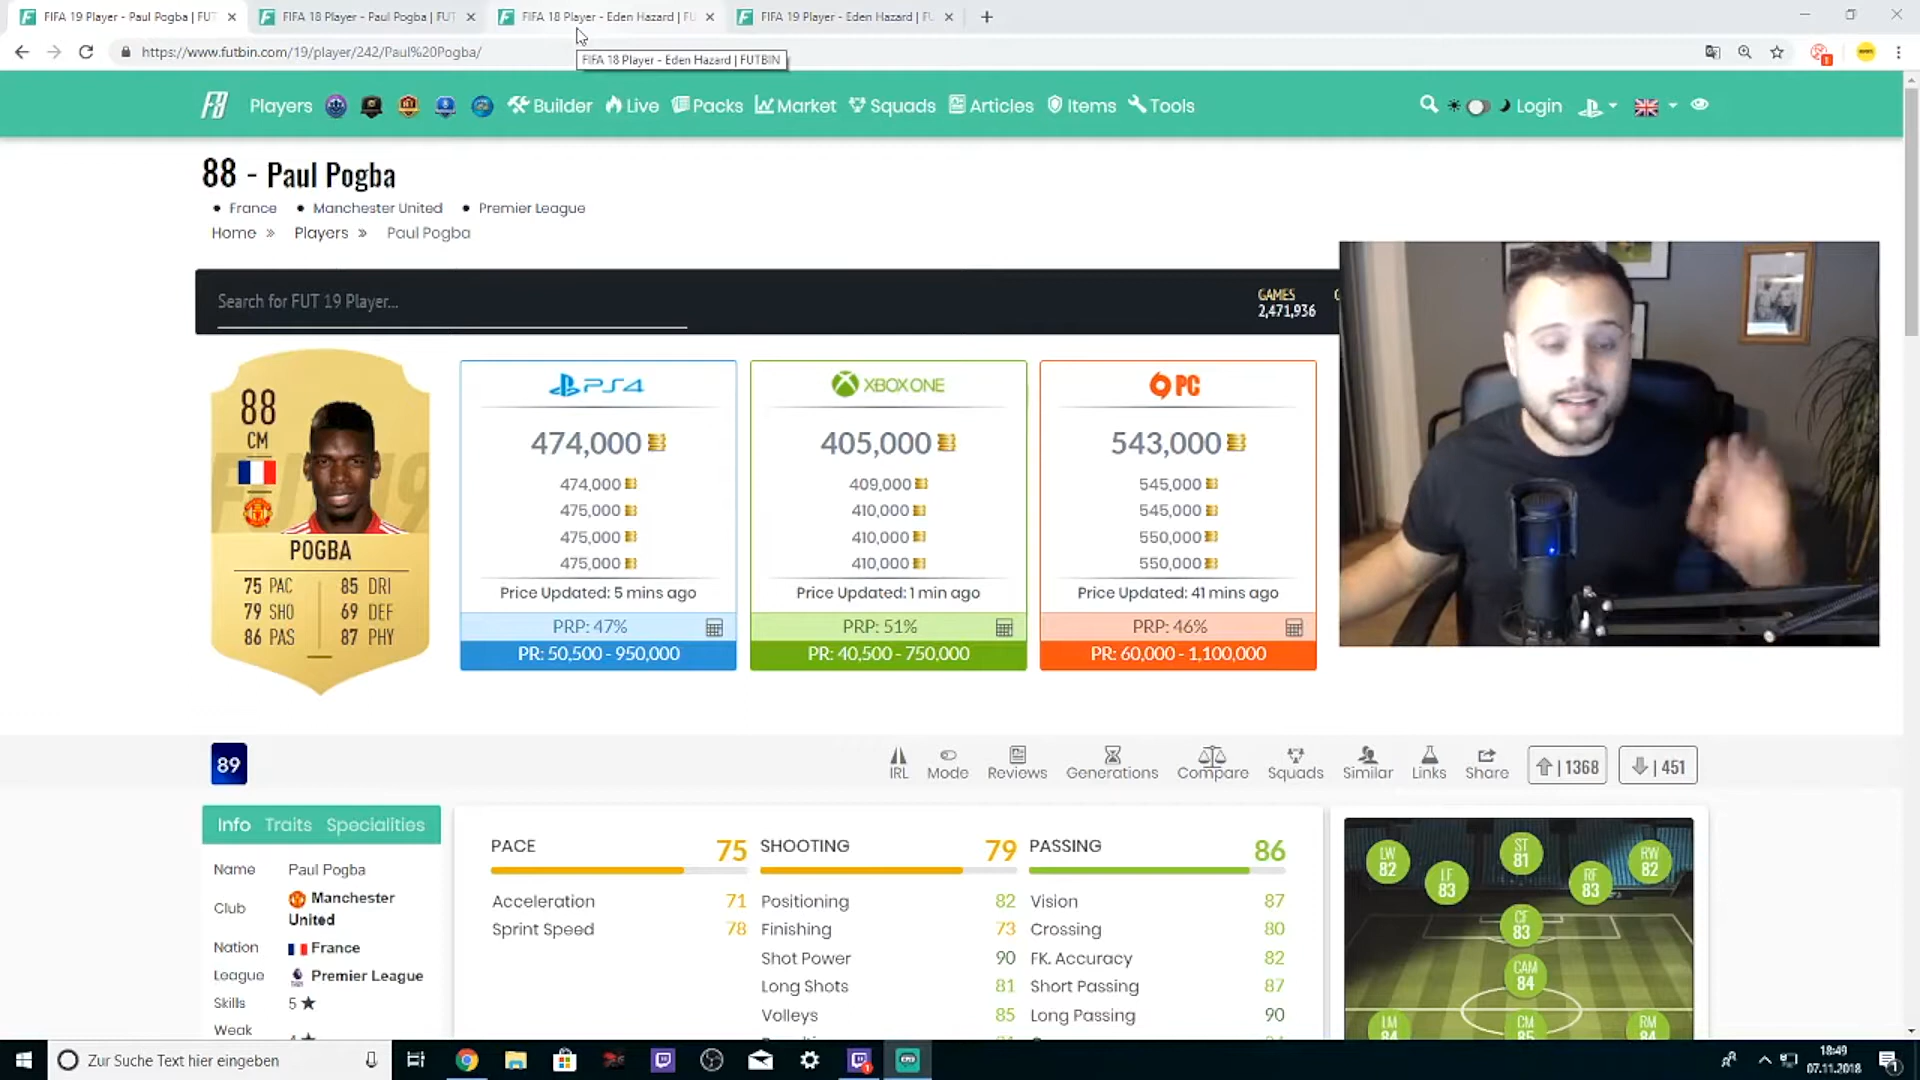 FIFA 19 Player - Paul Pogba | FUT
FIFA 18 Player - Paul Pogba | FUT
FIFA 18 Player - Eden Hazard | FU
FIFA 19 Player - Eden Hazard | FU
https://www.futbin.com/19/player/242/Paul%20Pogba/
FIFA 18 Player - Eden Hazard | FUTBIN
Players Builder Live Packs Market Squads Articles Items Tools Login
88 - Paul Pogba
France Manchester United Premier League
Home » Players » Paul Pogba
Search for FUT 19 Player...
GAMES
2,471,936
88
CM
POGBA
75 PAC 85 DRI
79 SHO 69 DEF
86 PAS 87 PHY
PS4
474,000
474,000
475,000
475,000
475,000
Price Updated: 5 mins ago
PRP: 47%
PR: 50,500 - 950,000
XBOX ONE
405,000
409,000
410,000
410,000
410,000
Price Updated: 1 min ago
PRP: 51%
PR: 40,500 - 750,000
PC
543,000
545,000
545,000
550,000
550,000
Price Updated: 41 mins ago
PRP: 46%
PR: 60,000 - 1,100,000
89
IRL Mode Reviews Generations Compare Squads Similar Links Share | 1368 | 451
Info Traits Specialities
Name Paul Pogba
Club Manchester United
Nation France
League Premier League
Skills 5
Weak
PACE 75
Acceleration 71
Sprint Speed 78
SHOOTING 79
Positioning 82
Finishing 73
Shot Power 90
Long Shots 81
Volleys 85
PASSING 86
Vision 87
Crossing 80
FK. Accuracy 82
Short Passing 87
Long Passing 90
LW 82
ST 81
RW 82
LF 83
RF 83
CF 83
CAM 84
LM
CM
RM
Zur Suche Text hier eingeben
18:49
07.11.2018